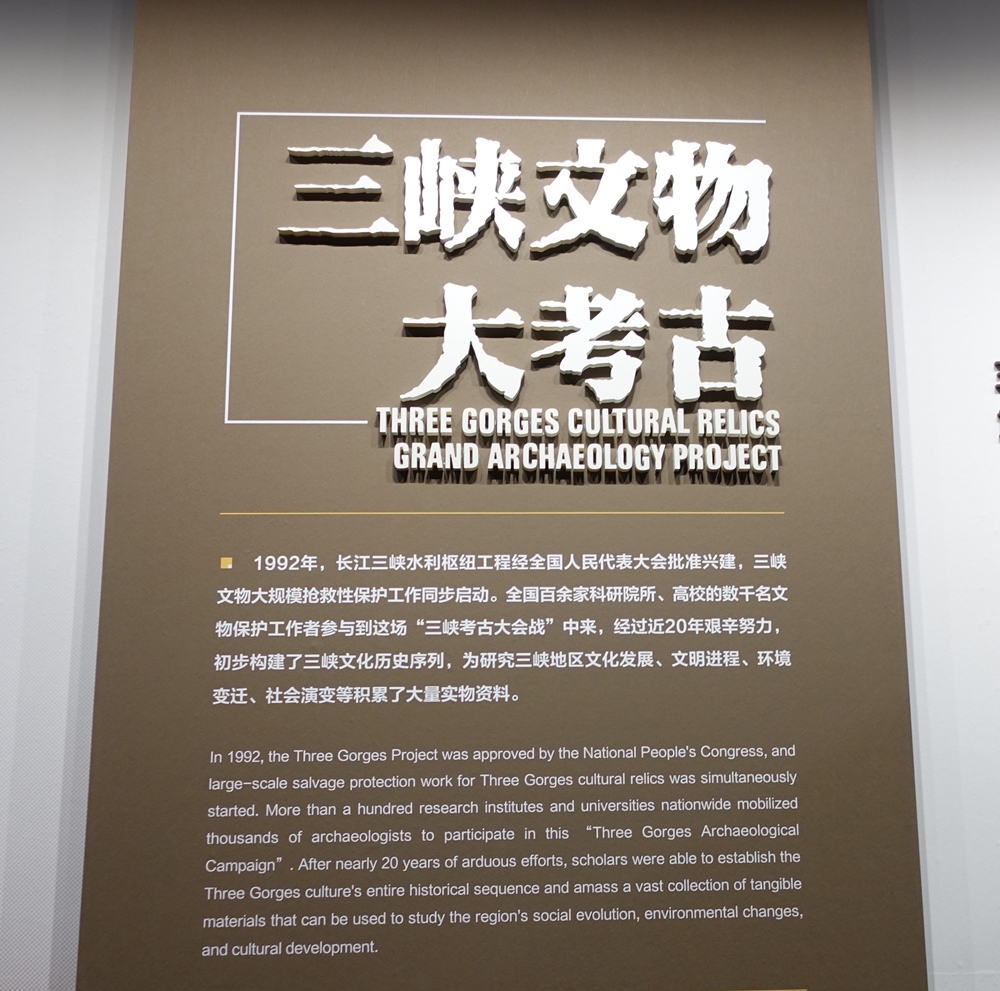 三峡文物
大考古
THREE GORGES CULTURAL RELICS
GRAND ARCHAEOLOGY PROJECT
1992年，长江三峡水利枢纽工程经全国人民代表大会批准兴建，三峡
文物大规模抢救性保护工作同步启动。全国百余家科研院所、高校的数千名文
物保护工作者参与到这场“三峡考古大会战”中来，经过近20年艰辛努力，
初步构建了三峡文化历史序列，为研究三峡地区文化发展、文明进程、环境
变迁、社会演变等积累了大量实物资料。
In 1992, the Three Gorges Project was approved by the National People's Congress, and
large-scale salvage protection work for Three Gorges cultural relics was simultaneously
started. More than a hundred research institutes and universities nationwide mobilized
thousands of archaeologists to participate in this “Three Gorges Archaeological
Campaign”. After nearly 20 years of arduous efforts, scholars were able to establish the
Three Gorges culture's entire historical sequence and amass a vast collection of tangible
materials that can be used to study the region's social evolution, environmental changes,
and cultural development.